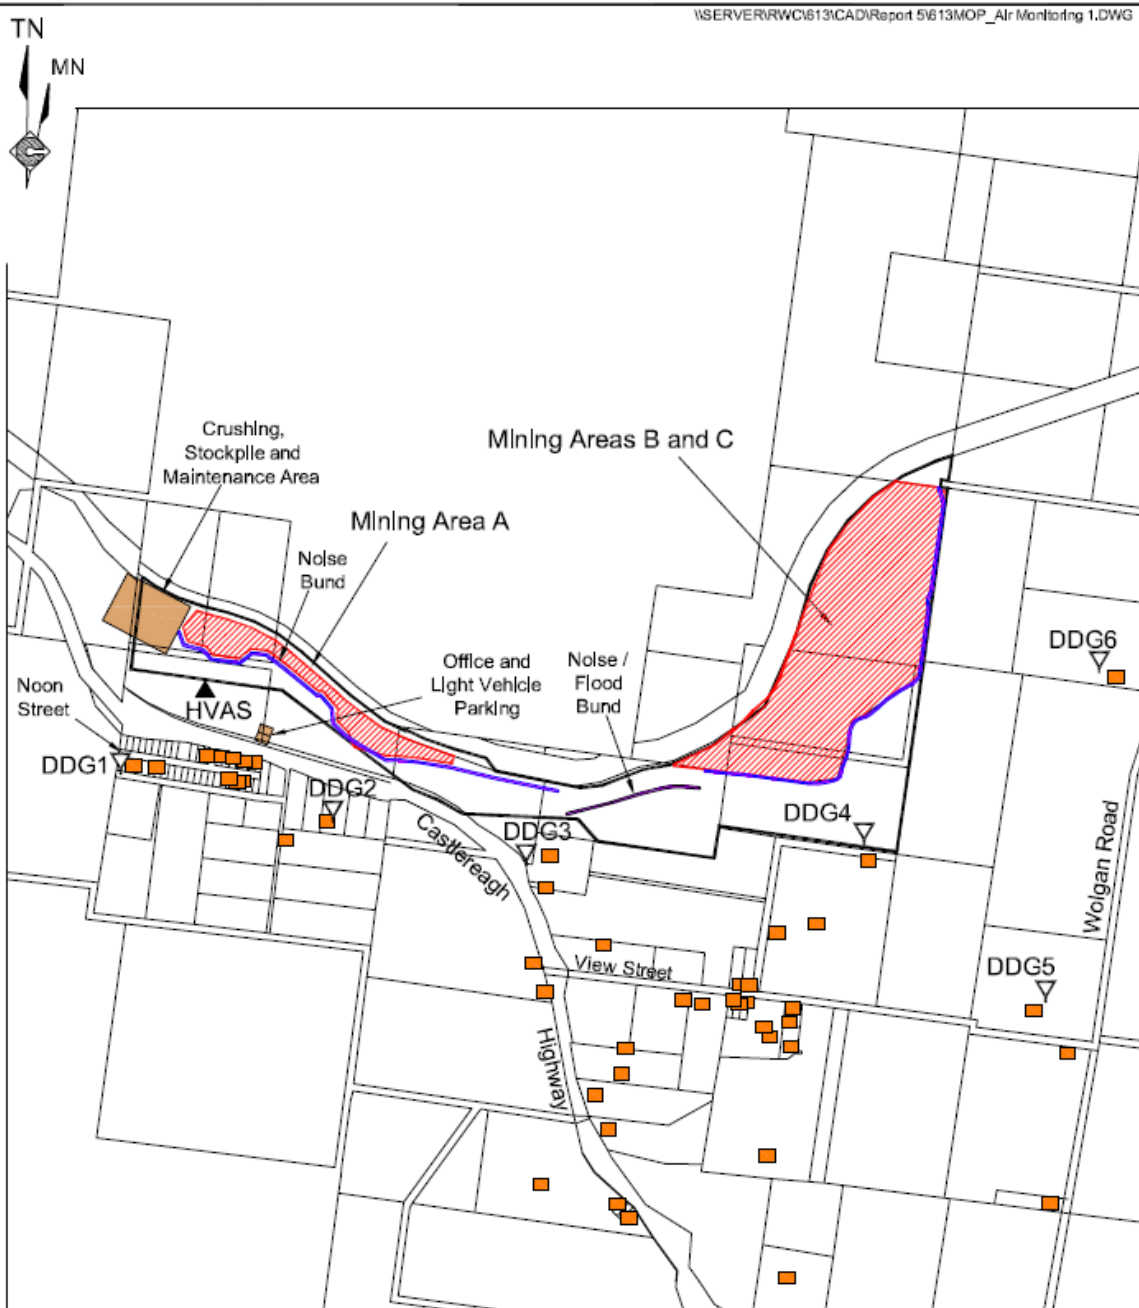 \\SERVER\RWC\613\CAD\Report 5\613MOP_Air Monitoring 1.DWG
TN
MN
Crushing,
Stockpile and
Maintenance Area
Mining Areas B and C
Mining Area A
Noise
Bund
Office and
Light Vehicle
Parking
Noise /
Flood
Bund
DDG6
Noon
Street
HVAS
DDG1
DDG2
DDG3
DDG4
Castlereagh
Wolgan Road
View Street
DDG5
Highway